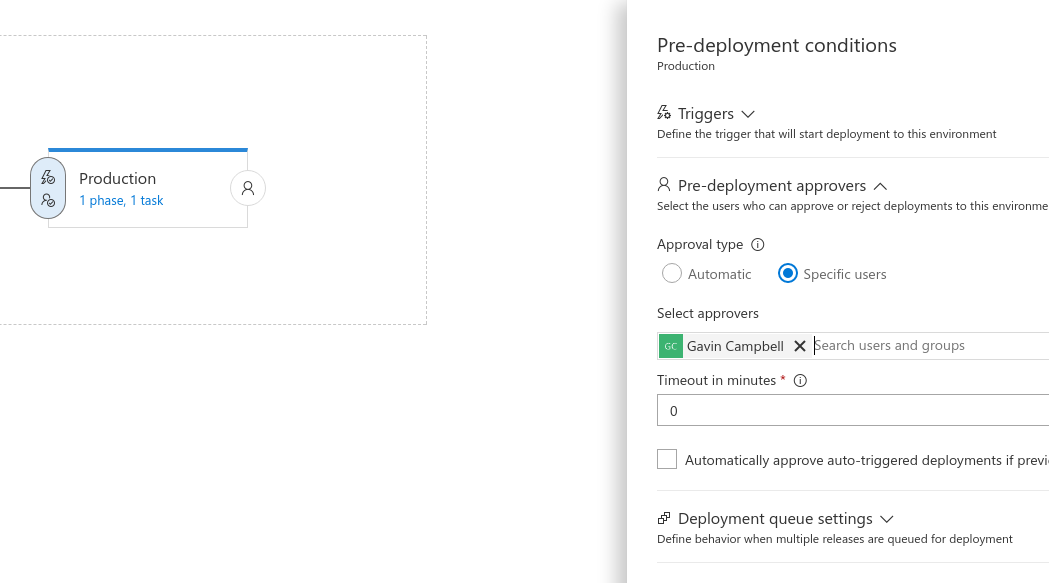 Production
1 phase, 1 task
Pre-deployment conditions
Production
Triggers
Define the trigger that will start deployment to this environment
Pre-deployment approvers
Select the users who can approve or reject deployments to this environme
Approval type
Automatic
Specific users
Select approvers
GC Gavin Campbell Search users and groups
Timeout in minutes *
0
Automatically approve auto-triggered deployments if previ
Deployment queue settings
Define behavior when multiple releases are queued for deployment